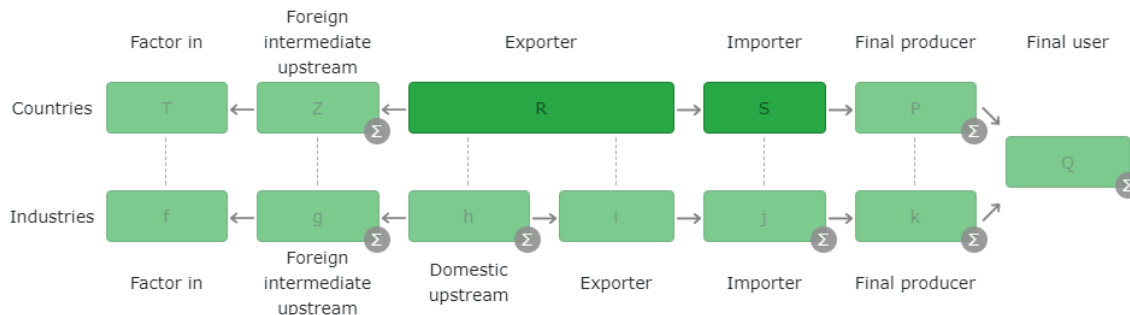 Foreign
Factor in intermediate Exporter Importer Final producer Final user
upstream
Countries T Z R S P
Σ Σ
Q
Σ
Industries f g h i j k
Σ Σ Σ Σ
Foreign Domestic
Factor in intermediate upstream Exporter Importer Final producer
upstream